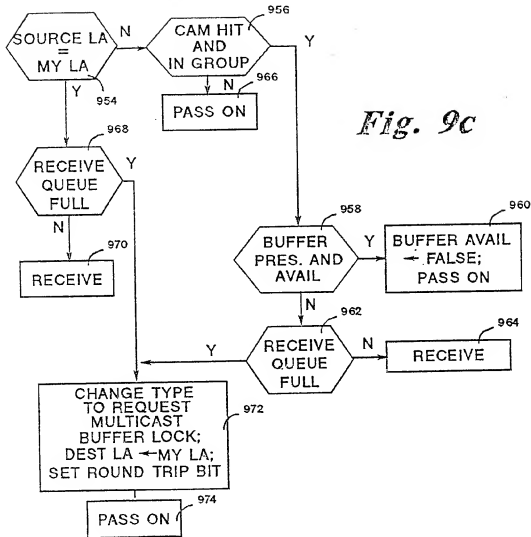 SOURCE LA
=
MY LA
954
N
Y
CAM HIT
AND
IN GROUP
956
Y
N
966
PASS ON
Fig. 9c
968
RECEIVE
QUEUE
FULL
Y
N
970
RECEIVE
958
BUFFER
PRES. AND
AVAIL
Y
N
960
BUFFER AVAIL
← FALSE;
PASS ON
962
RECEIVE
QUEUE
FULL
Y
N
964
RECEIVE
CHANGE TYPE
TO REQUEST
MULTICAST
BUFFER LOCK;
DEST LA ← MY LA;
SET ROUND TRIP BIT
972
974
PASS ON